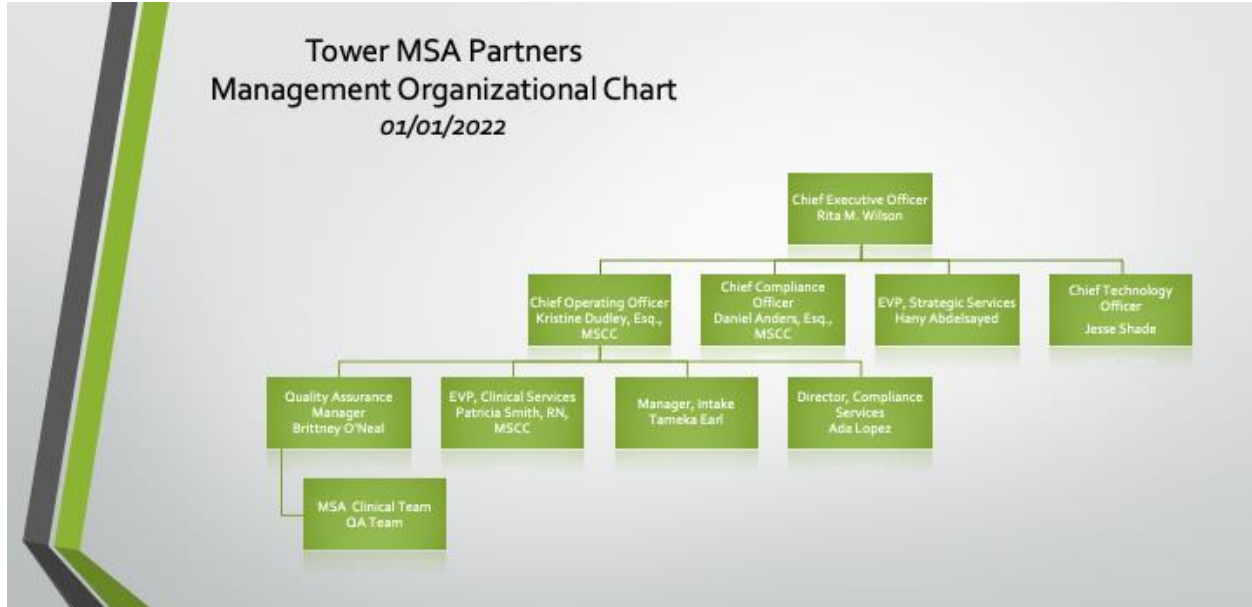 Tower MSA Partners
Management Organizational Chart
01/01/2022
Chief Executive Officer
Rita M. Wilson
Chief Operating Officer
Kristine Dudley, Esq.,
MSCC
Chief Compliance
Officer
Daniel Anders, Esq.,
MSCC
EVP, Strategic Services
Hany Abdelsayed
Chief Technology
Officer
Jesse Shade
Quality Assurance
Manager
Brittney O'Neal
EVP, Clinical Services
Patricia Smith, RN,
MSCC
Manager, Intake
Tameka Earl
Director, Compliance
Services
Ada Lopez
MSA Clinical Team
QA Team